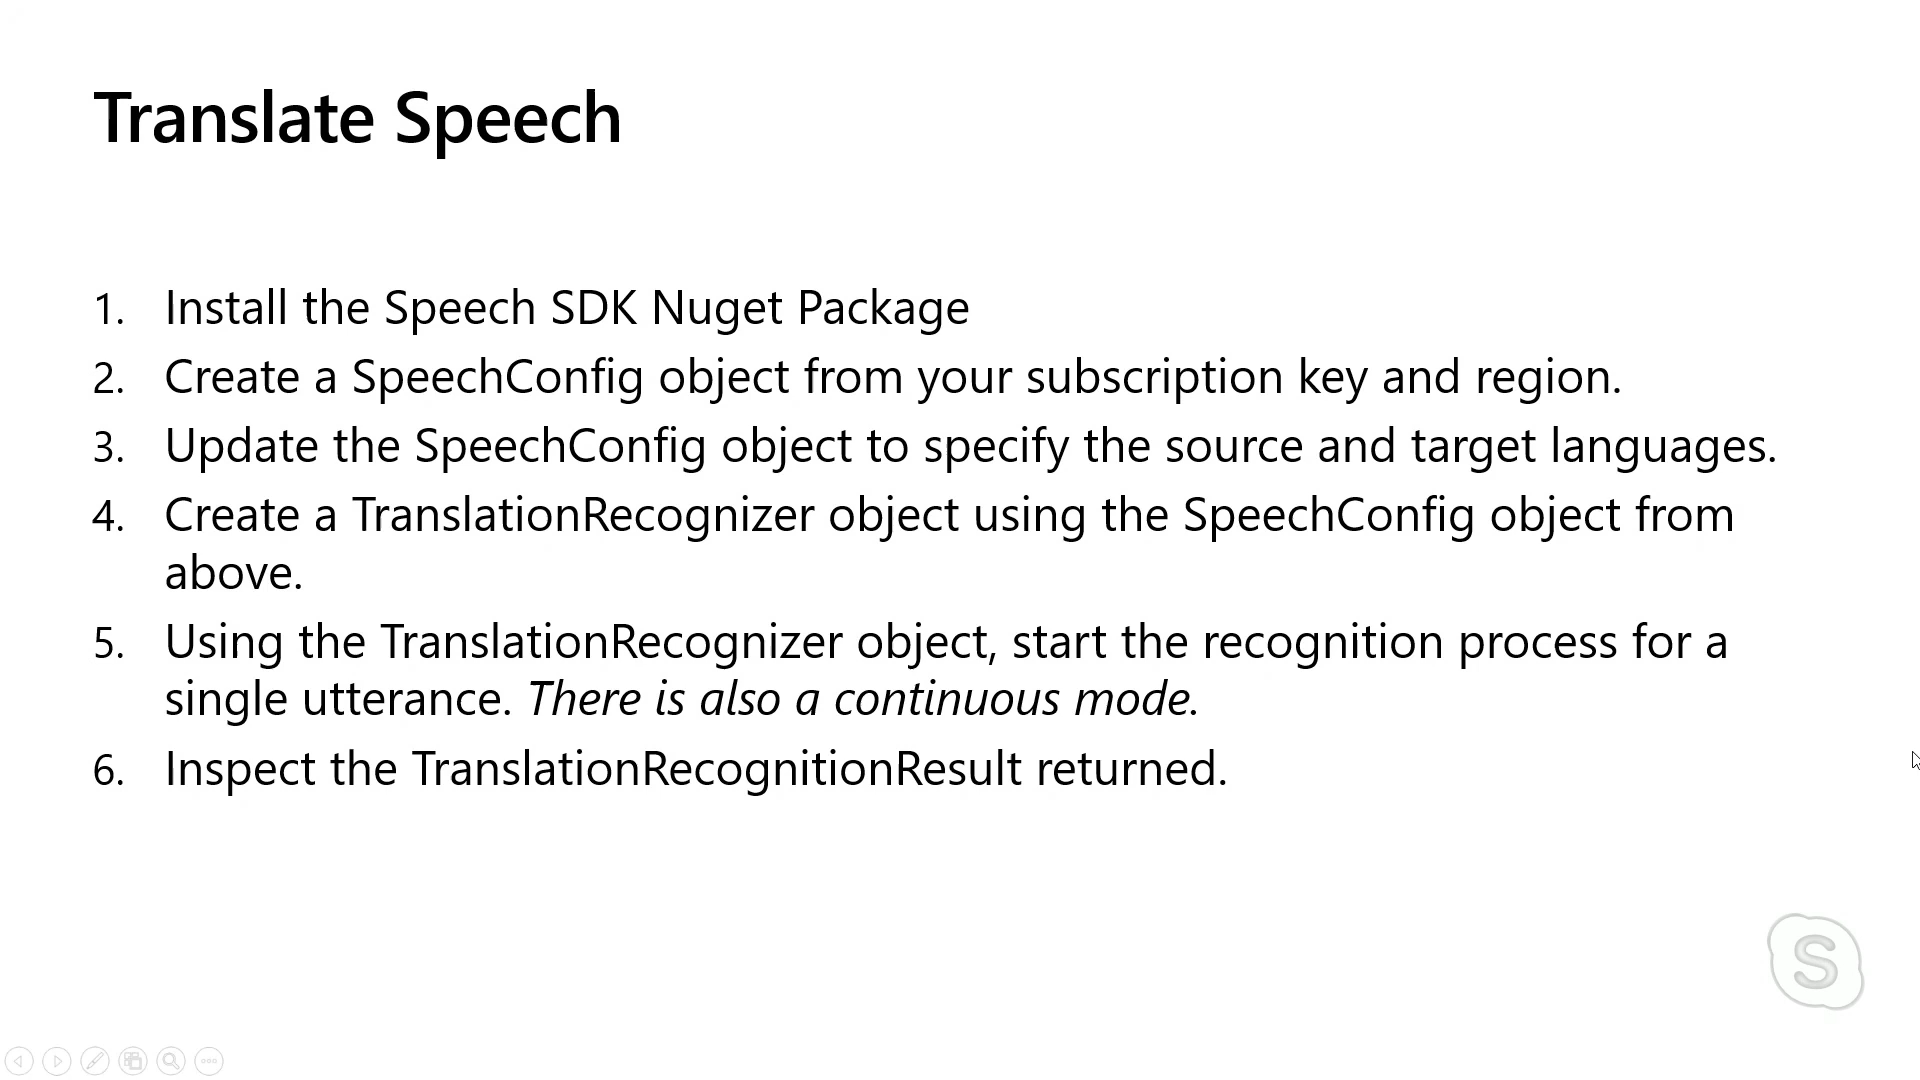 Translate Speech
1. Install the Speech SDK Nuget Package
2. Create a SpeechConfig object from your subscription key and region.
3. Update the SpeechConfig object to specify the source and target languages.
4. Create a TranslationRecognizer object using the SpeechConfig object from
above.
5. Using the TranslationRecognizer object, start the recognition process for a
single utterance. There is also a continuous mode.
6. Inspect the TranslationRecognitionResult returned.
S